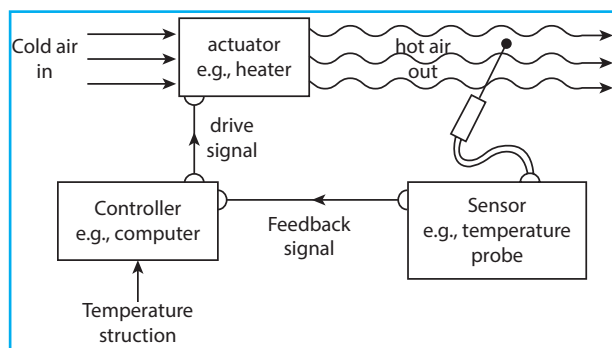 Cold air
in
actuator
e.g., heater
hot air
out
drive
signal
Controller
e.g., computer
Feedback
signal
Sensor
e.g., temperature
probe
Temperature
struction